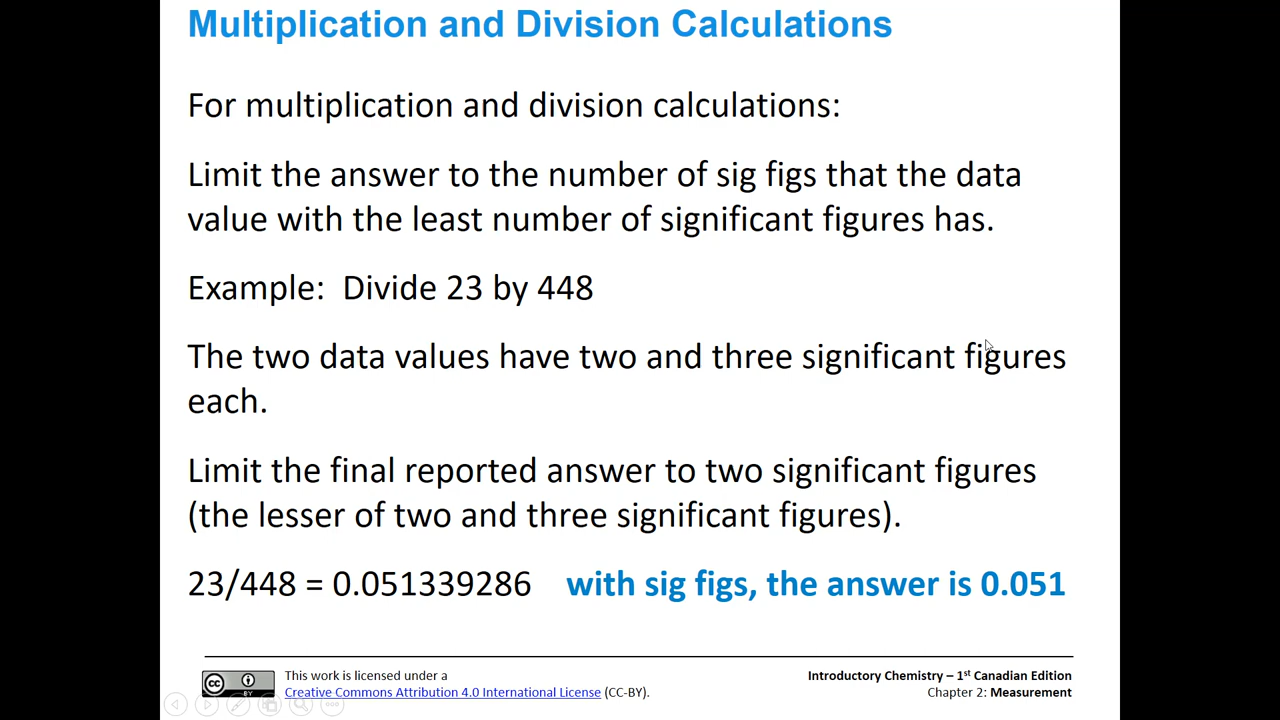 Multiplication and Division Calculations
For multiplication and division calculations:
Limit the answer to the number of sig figs that the data
value with the least number of significant figures has.
Example:  Divide 23 by 448
The two data values have two and three significant figures
each.
Limit the final reported answer to two significant figures
(the lesser of two and three significant figures).
23/448 = 0.051339286    with sig figs, the answer is 0.051
cc BY
This work is licensed under a
Creative Commons Attribution 4.0 International License (CC-BY).
Introductory Chemistry – 1st Canadian Edition
Chapter 2: Measurement